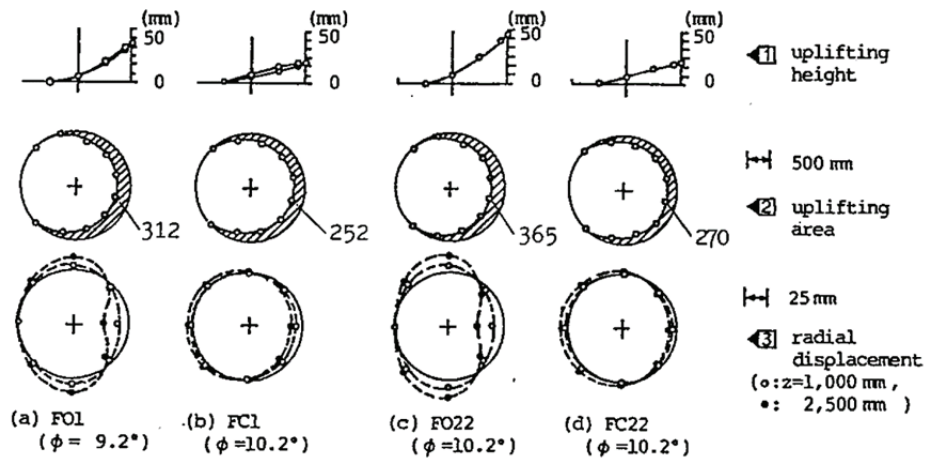 (mm) (mm) (mm) (mm)
50 50 50 50
0 0 0 0
1 uplifting
height
500 mm
312 252 365 270
2 uplifting
area
25 mm
3 radial
displacement
(o:z=1,000 mm,
•: 2,500 mm )
(a) FO1 (b) FC1 (c) FO22 (d) FC22
(ϕ= 9.2°) (ϕ=10.2°) (ϕ=10.2°) (ϕ=10.2°)